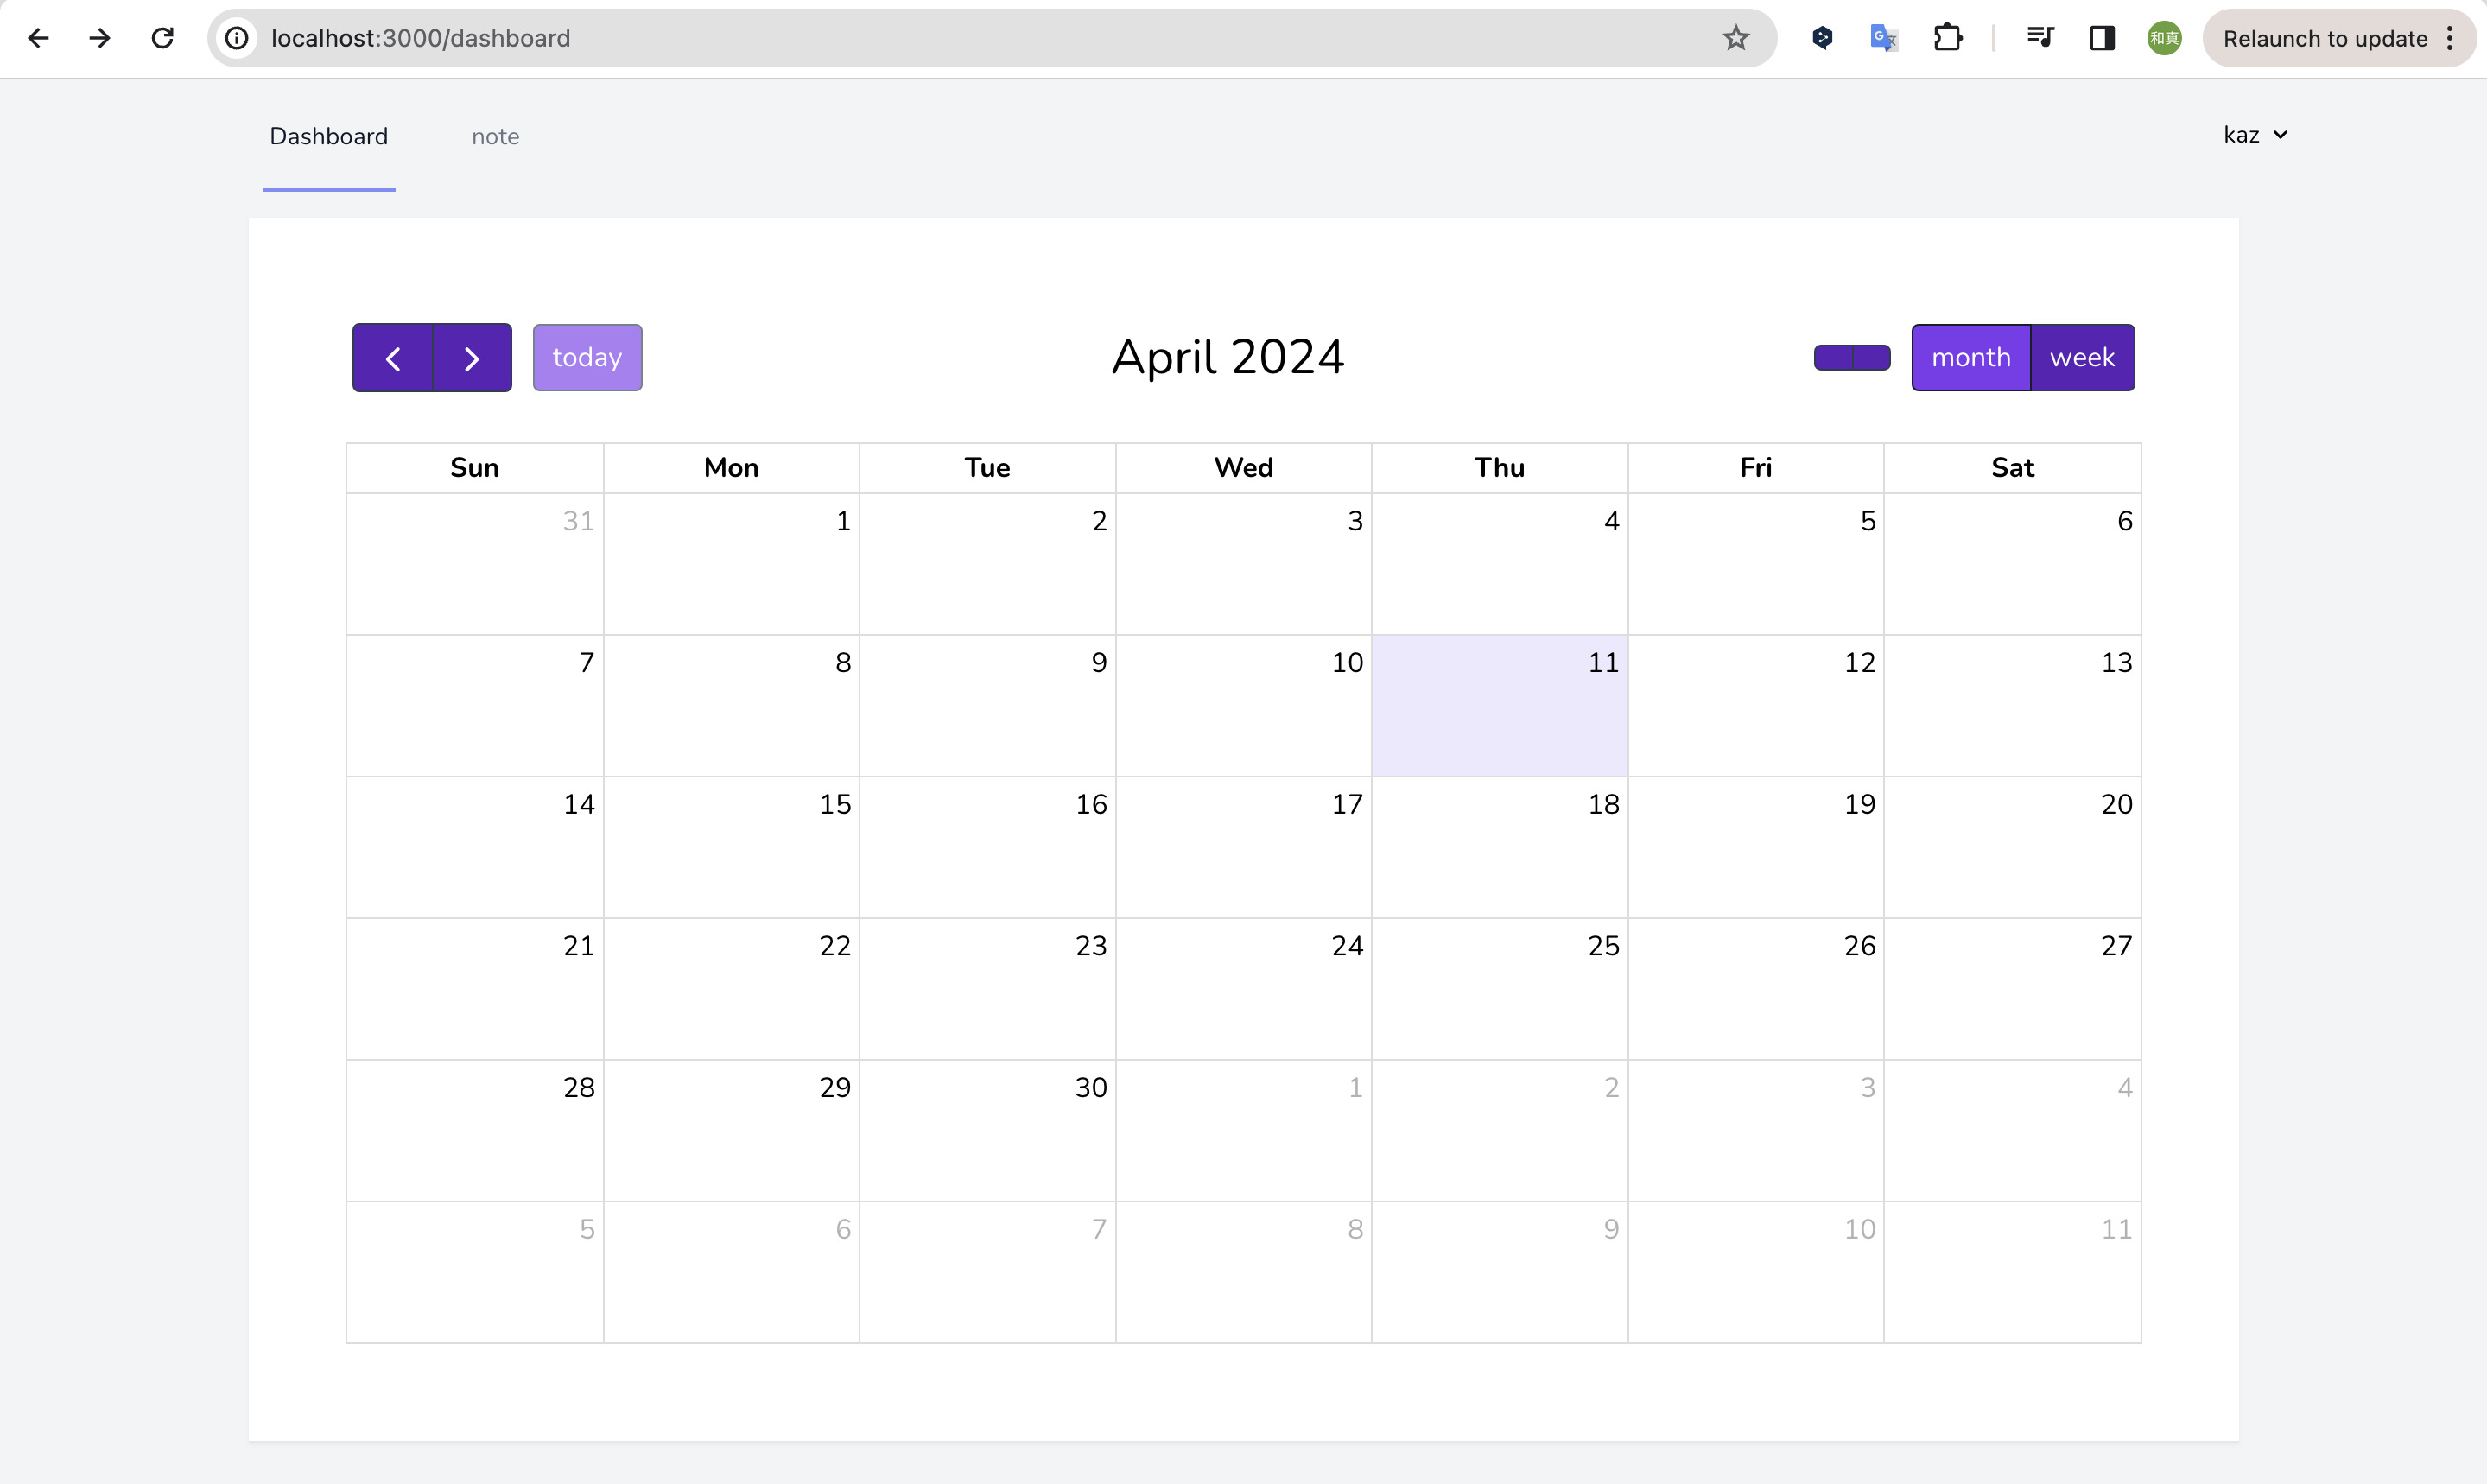 localhost:3000/dashboard
和真
Relaunch to update
Dashboard note kaz
today April 2024 month week
Sun Mon Tue Wed Thu Fri Sat
31 1 2 3 4 5 6
7 8 9 10 11 12 13
14 15 16 17 18 19 20
21 22 23 24 25 26 27
28 29 30 1 2 3 4
5 6 7 8 9 10 11